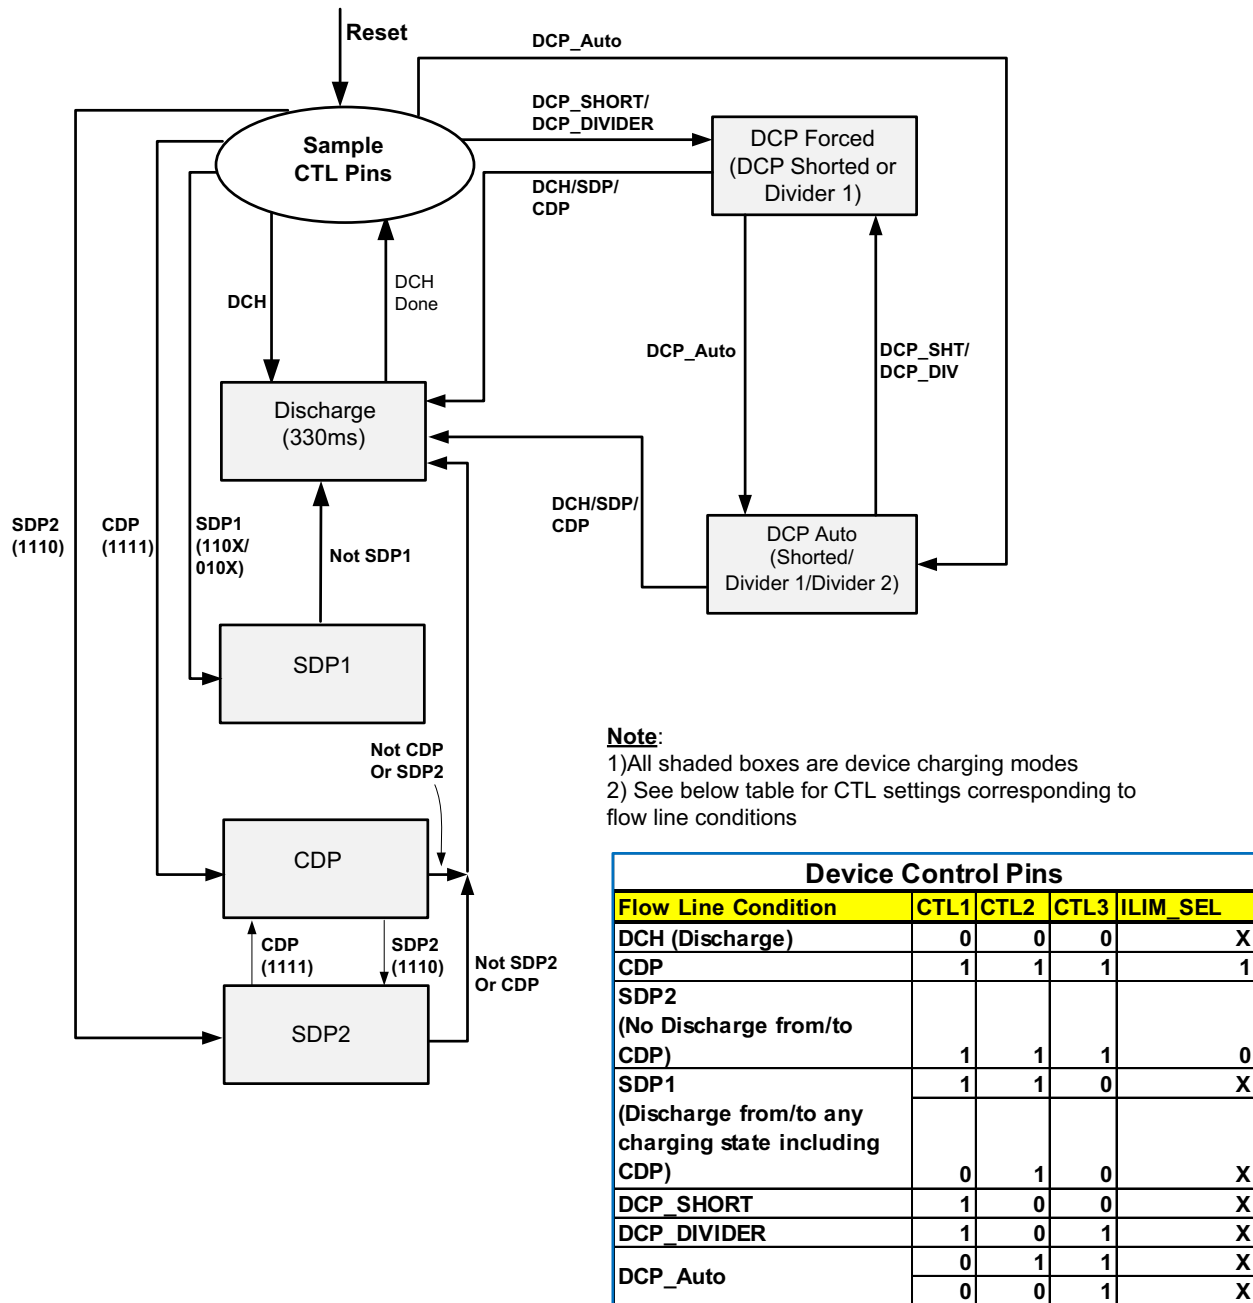 Reset
DCP_Auto
DCP_SHORT/
DCP_DIVIDER
Sample
CTL Pins
DCP Forced
(DCP Shorted or
Divider 1)
DCH/SDP/
CDP
DCH
DCH
Done
DCP_Auto
DCP_SHT/
DCP_DIV
Discharge
(330ms)
SDP2
(1110)
CDP
(1111)
SDP1
(110X/
010X)
Not SDP1
DCH/SDP/
CDP
DCP Auto
(Shorted/
Divider 1/Divider 2)
SDP1
Not CDP
Or SDP2
CDP
CDP
(1111)
SDP2
(1110)
Not SDP2
Or CDP
SDP2
Note:
1)All shaded boxes are device charging modes
2) See below table for CTL settings corresponding to
flow line conditions
Device Control Pins
Flow Line Condition CTL1 CTL2 CTL3 ILIM_SEL
DCH (Discharge) 0 0 0 X
CDP 1 1 1 1
SDP2
(No Discharge from/to
CDP) 1 1 1 0
SDP1 1 1 0 X
(Discharge from/to any
charging state including
CDP) 0 1 0 X
DCP_SHORT 1 0 0 X
DCP_DIVIDER 1 0 1 X
DCP_Auto 0 1 1 X
0 0 1 X